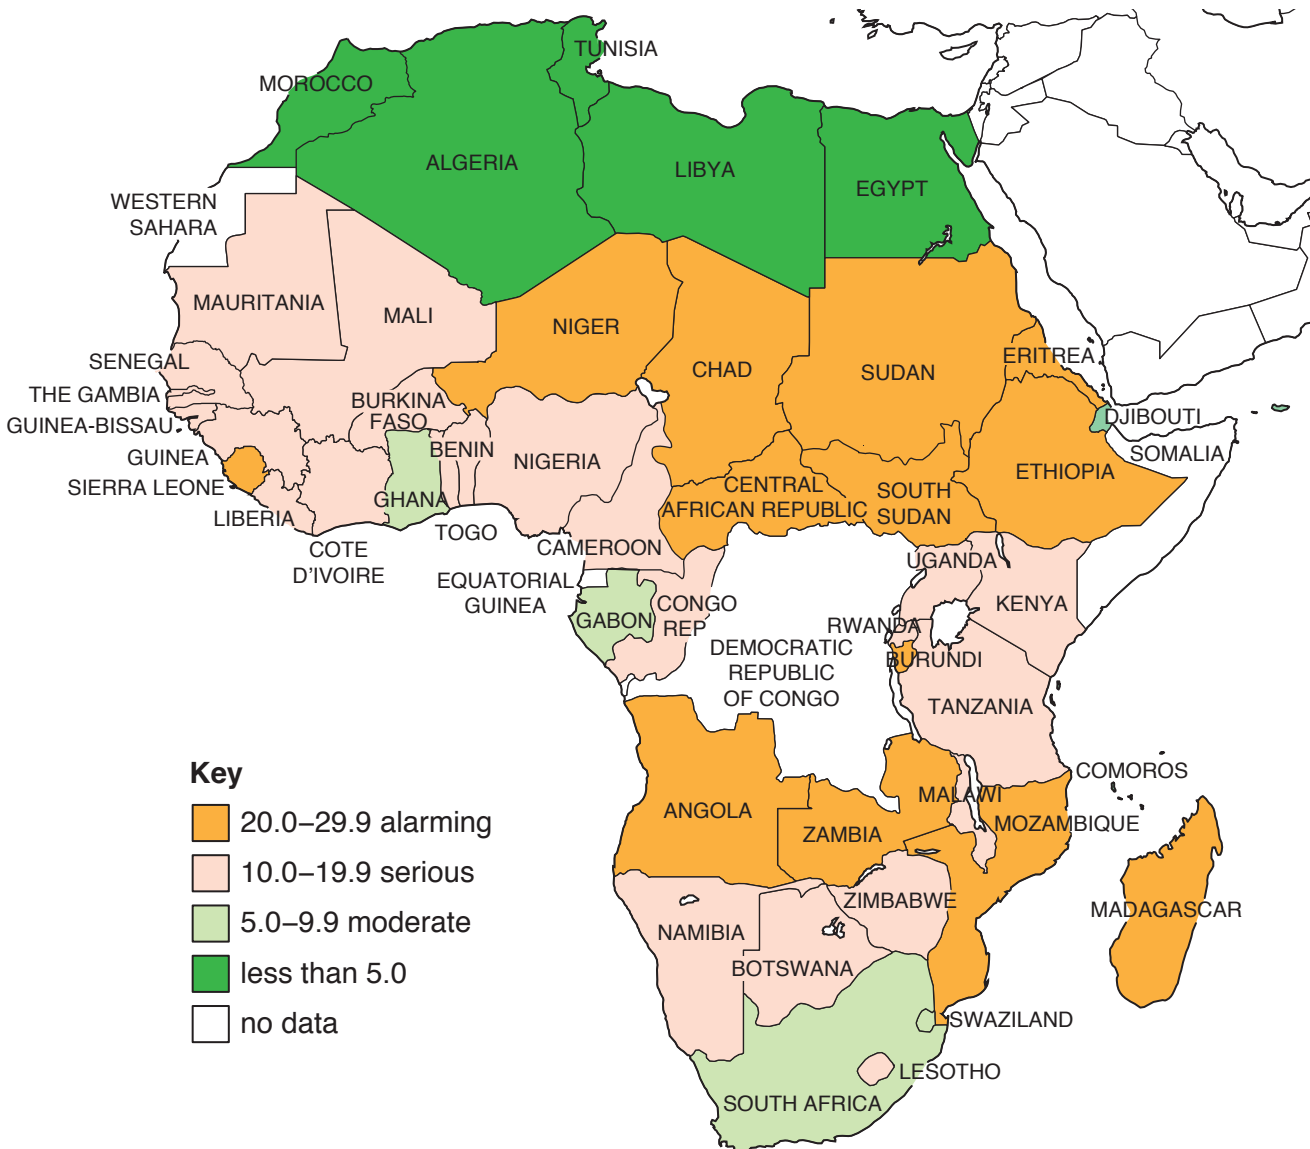 TUNISIA
MOROCCO
ALGERIA
LIBYA
EGYPT
WESTERN
SAHARA
MAURITANIA
MALI
NIGER
CHAD
SUDAN
ERITREA
SENEGAL
THE GAMBIA
GUINEA-BISSAU
BURKINA
FASO
DJIBOUTI
BENIN
NIGERIA
SOMALIA
GUINEA
ETHIOPIA
SIERRA LEONE
GHANA
CENTRAL
AFRICAN REPUBLIC
SOUTH
SUDAN
LIBERIA
TOGO
COTE
D'IVOIRE
CAMEROON
UGANDA
EQUATORIAL
GUINEA
GABON
CONGO
REP
KENYA
RWANDA
DEMOCRATIC
REPUBLIC
OF CONGO
BURUNDI
TANZANIA
Key
20.0–29.9 alarming
10.0–19.9 serious
5.0–9.9 moderate
less than 5.0
no data
COMOROS
ANGOLA
MALAWI
ZAMBIA
MOZAMBIQUE
ZIMBABWE
MADAGASCAR
NAMIBIA
BOTSWANA
SWAZILAND
LESOTHO
SOUTH AFRICA